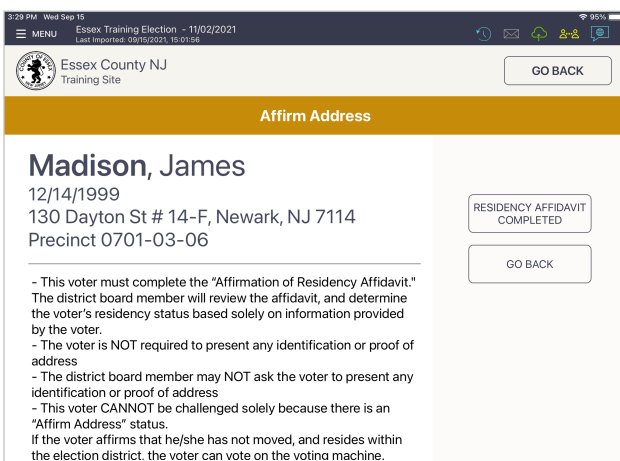 3:29 PM Wed Sep 15
95%
MENU
Essex Training Election - 11/02/2021
Last Imported: 09/15/2021, 15:01:56
Essex County NJ
Training Site
GO BACK
Affirm Address
Madison, James
12/14/1999
130 Dayton St # 14-F, Newark, NJ 7114
Precinct 0701-03-06
RESIDENCY AFFIDAVIT
COMPLETED
GO BACK
- This voter must complete the “Affirmation of Residency Affidavit."
The district board member will review the affidavit, and determine
the voter's residency status based solely on information provided
by the voter.
- The voter is NOT required to present any identification or proof of
address
- The district board member may NOT ask the voter to present any
identification or proof of address
- This voter CANNOT be challenged solely because there is an
“Affirm Address” status.
If the voter affirms that he/she has not moved, and resides within
the election district, the voter can vote on the voting machine.